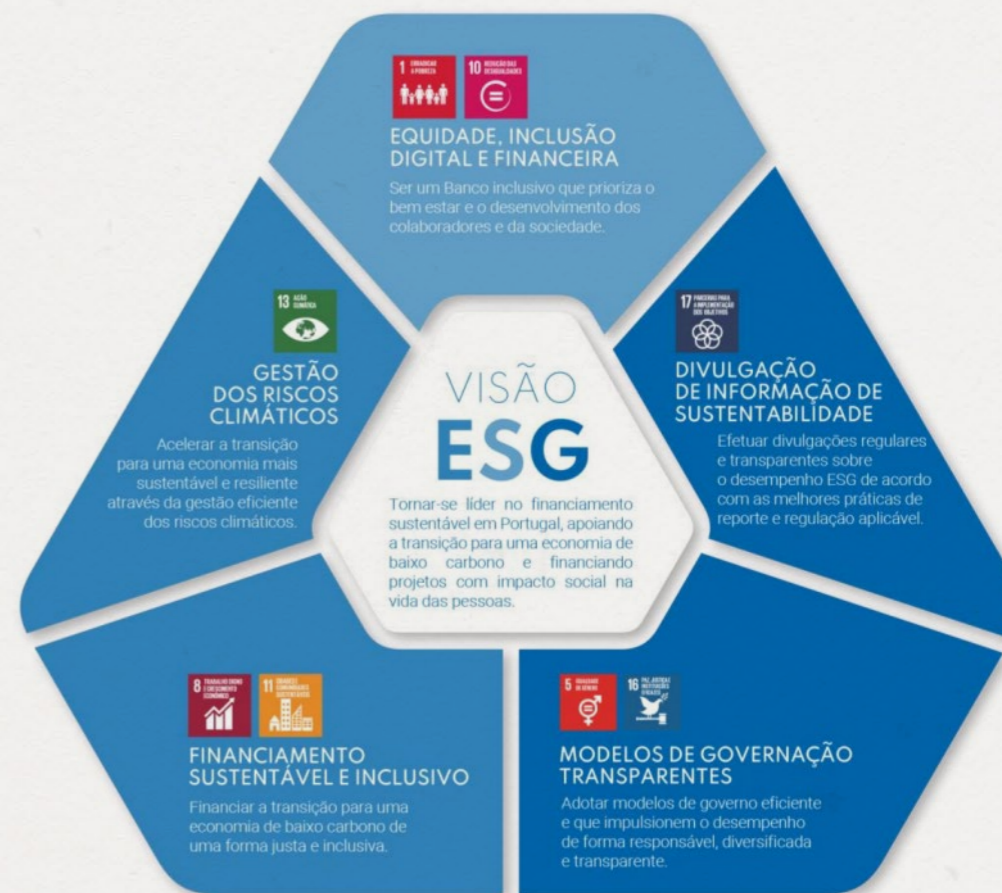 1 ERRADICAR
A POBREZA
10 REDUÇÃO DAS
DESIGUALDADES
EQUIDADE, INCLUSÃO
DIGITAL E FINANCEIRA
Ser um Banco inclusivo que prioriza o
bem estar e o desenvolvimento dos
colaboradores e da sociedade.
13 AÇÃO
CLIMÁTICA
GESTÃO
DOS RISCOS
CLIMÁTICOS
Acelerar a transição
para uma economia mais
sustentável e resiliente
através da gestão eficiente
dos riscos climáticos.
VISÃO
ESG
Tornar-se líder no financiamento
sustentável em Portugal, apoiando
a transição para uma economia de
baixo carbono e financiando
projetos com impacto social na
vida das pessoas.
17 PARCERIAS PARA
A IMPLEMENTAÇÃO
DOS OBJETIVOS
DIVULGAÇÃO
DE INFORMAÇÃO DE
SUSTENTABILIDADE
Efetuar divulgações regulares
e transparentes sobre
o desempenho ESG de acordo
com as melhores práticas de
reporte e regulação aplicável.
8 TRABALHO DIGNO
E CRESCIMENTO
ECONÓMICO
11 CIDADES E
COMUNIDADES
SUSTENTÁVEIS
FINANCIAMENTO
SUSTENTÁVEL E INCLUSIVO
Financiar a transição para uma
economia de baixo carbono de
uma forma justa e inclusiva.
5 IGUALDADE
DE GÉNERO
16 PAZ, JUSTIÇA E
INSTITUIÇÕES
EFICAZES
MODELOS DE GOVERNAÇÃO
TRANSPARENTES
Adotar modelos de governo eficiente
e que impulsionem o desempenho
de forma responsável, diversificada
e transparente.